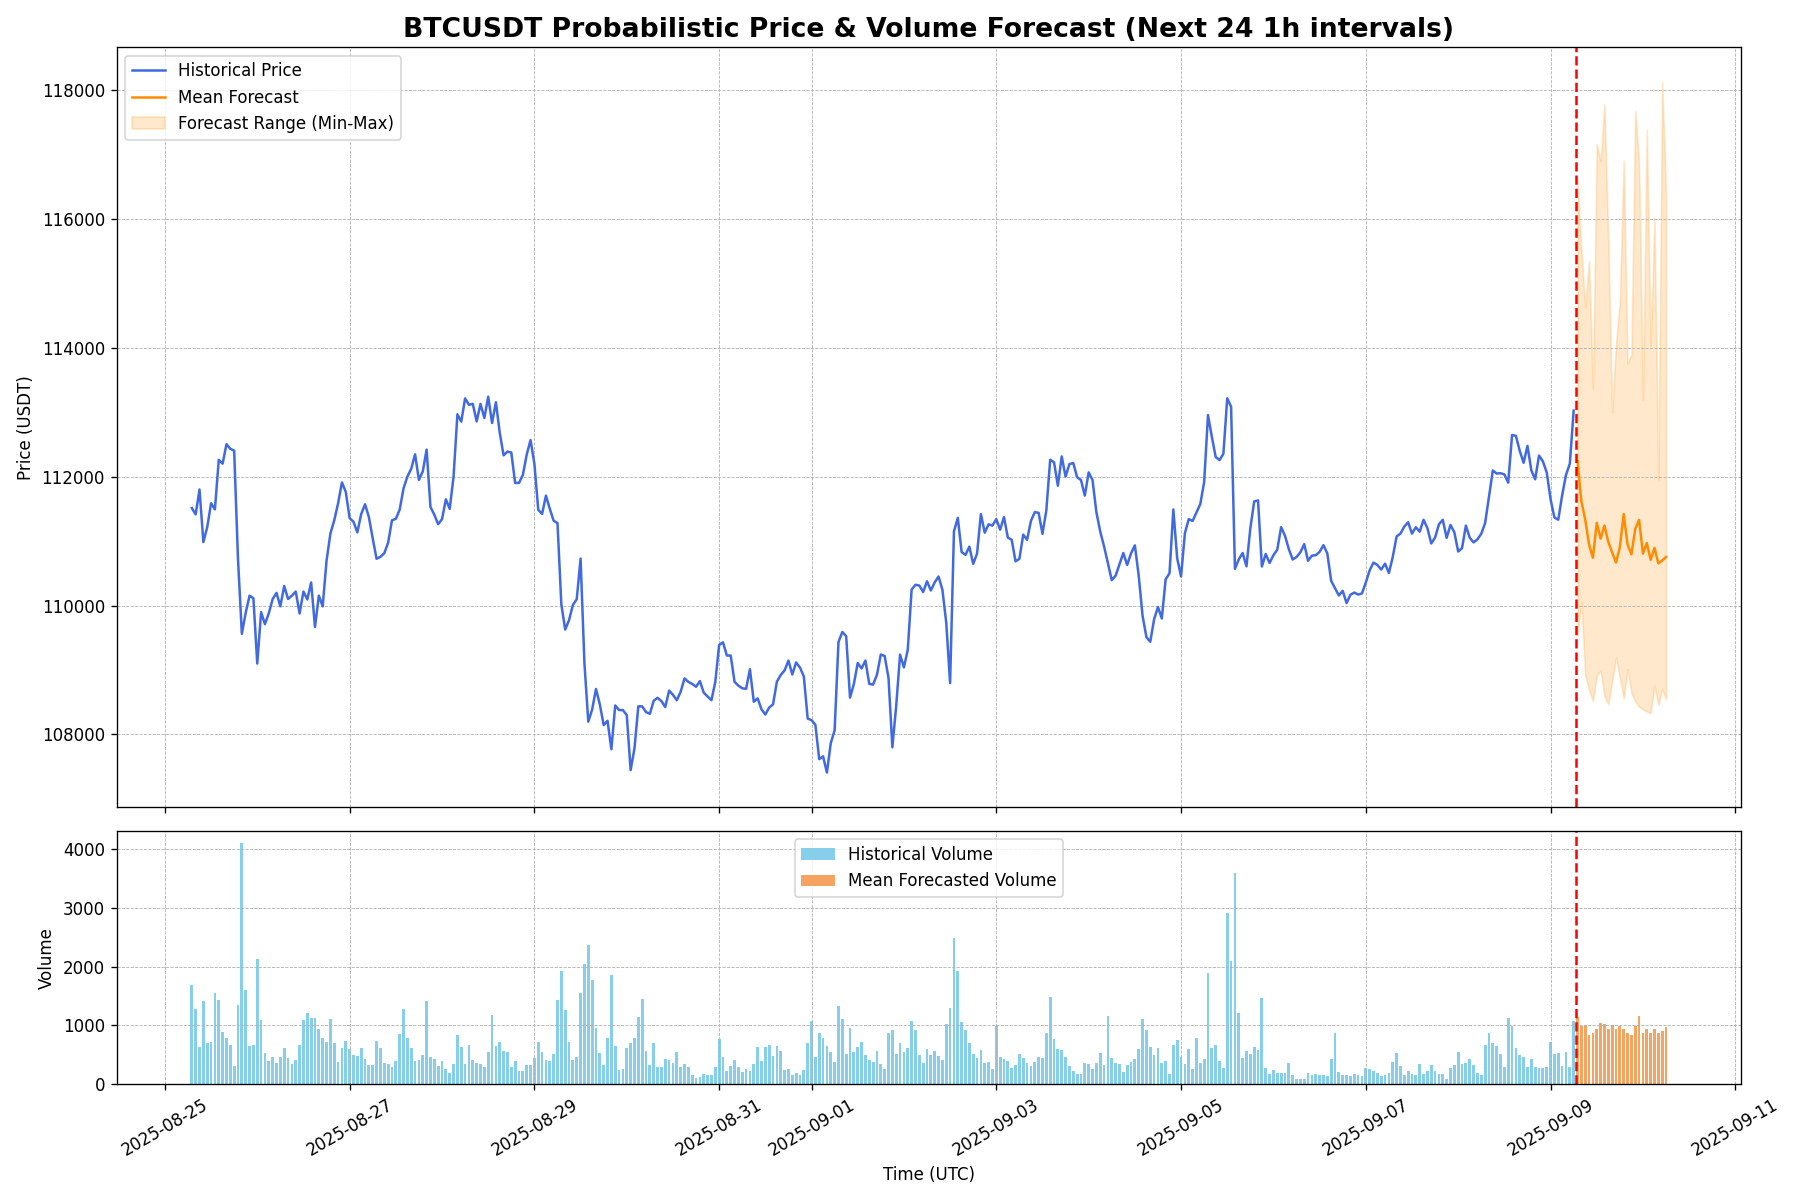 BTCUSDT Probabilistic Price & Volume Forecast (Next 24 1h intervals)
Historical Price
Mean Forecast
Forecast Range (Min-Max)
118000
116000
114000
112000
110000
108000
Price (USDT)
Historical Volume
Mean Forecasted Volume
4000
3000
2000
1000
0
Volume
2025-08-25
2025-08-27
2025-08-29
2025-08-31
2025-09-01
2025-09-03
2025-09-05
2025-09-07
2025-09-09
2025-09-11
Time (UTC)